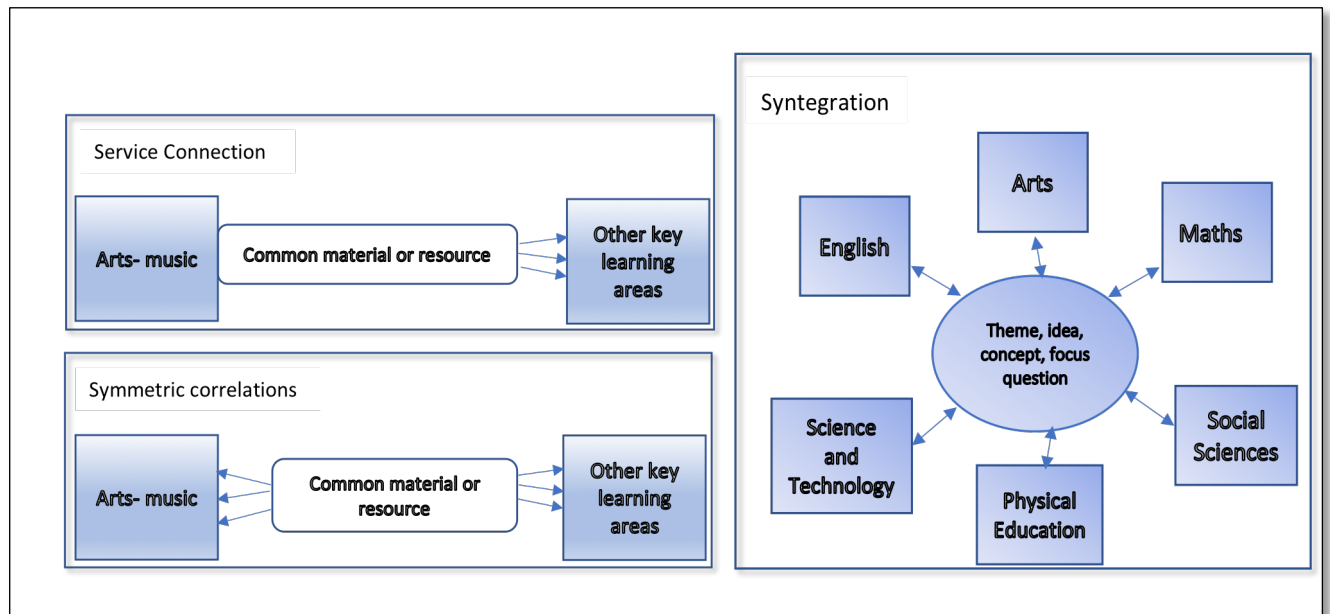 Service Connection
Arts- music
Common material or resource
Other key
learning
areas
Symmetric correlations
Arts- music
Common material or
resource
Other key
learning
areas
Syntegration
Arts
English
Maths
Theme, idea,
concept, focus
question
Science
and
Technology
Social
Sciences
Physical
Education